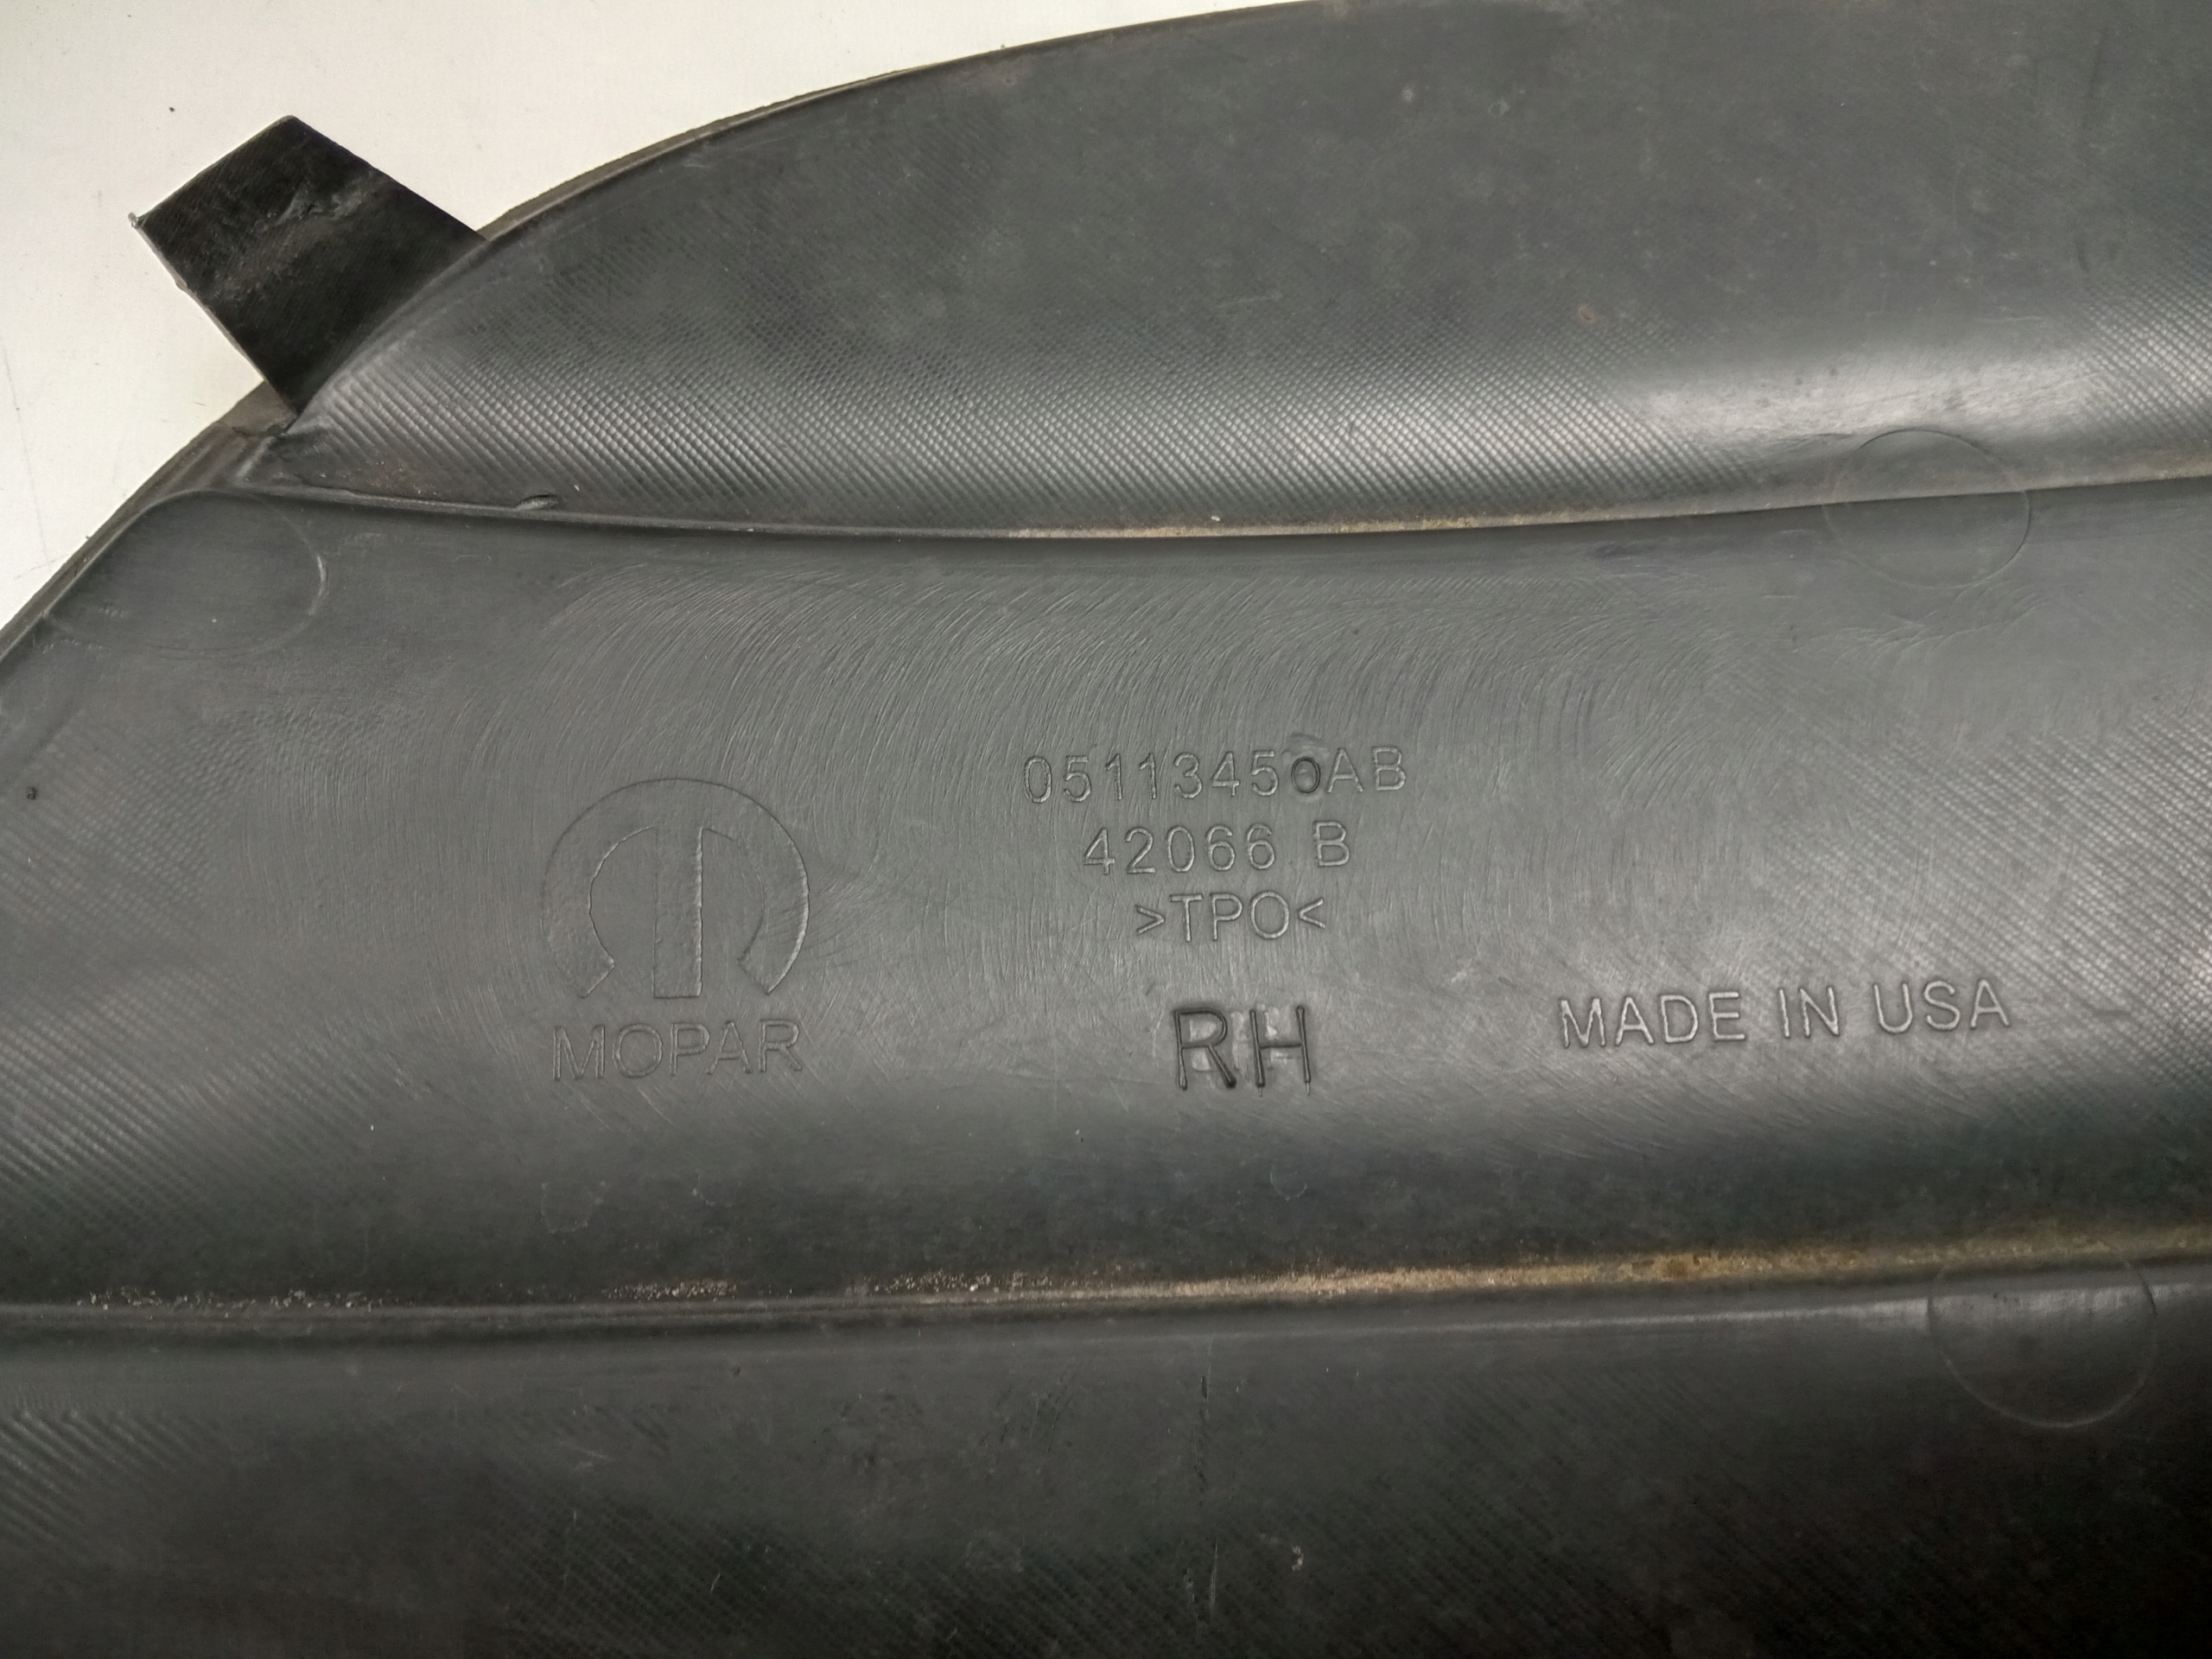 05113450AB
42066 B
>TPO<
MOPAR
RH
MADE IN USA